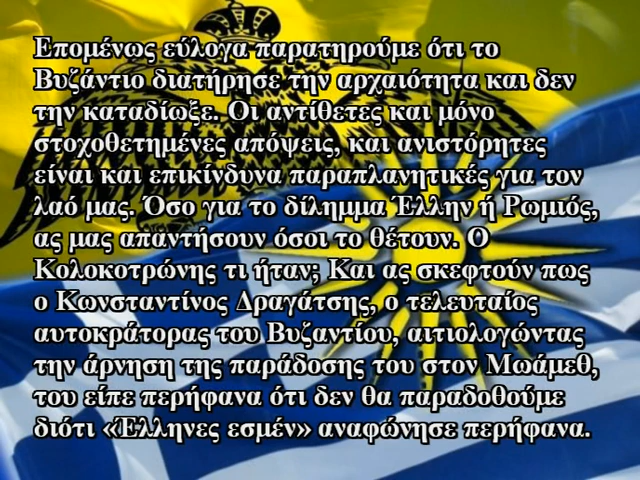 Επομένως εύλογα παρατηρούμε ότι το
Βυζάντιο διατήρησε την αρχαιότητα και δεν
την καταδίωξε. Οι αντίθετες και μόνο
στοχοθετημένες απόψεις, και ανιστόρητες
είναι και επικίνδυνα παραπλανητικές για τον
λαό μας. Όσο για το δίλημμα Έλλην ή Ρωμιός,
ας μας απαντήσουν όσοι το θέτουν. Ο
Κολοκοτρώνης τι ήταν; Και ας σκεφτούν πως
ο Κωνσταντίνος Δραγάτσης, ο τελευταίος
αυτοκράτορας του Βυζαντίου, αιτιολογώντας
την άρνηση της παράδοσης του στον Μωάμεθ,
του είπε περήφανα ότι δεν θα παραδοθούμε
διότι «Έλληνες εσμέν» αναφώνησε περήφανα.